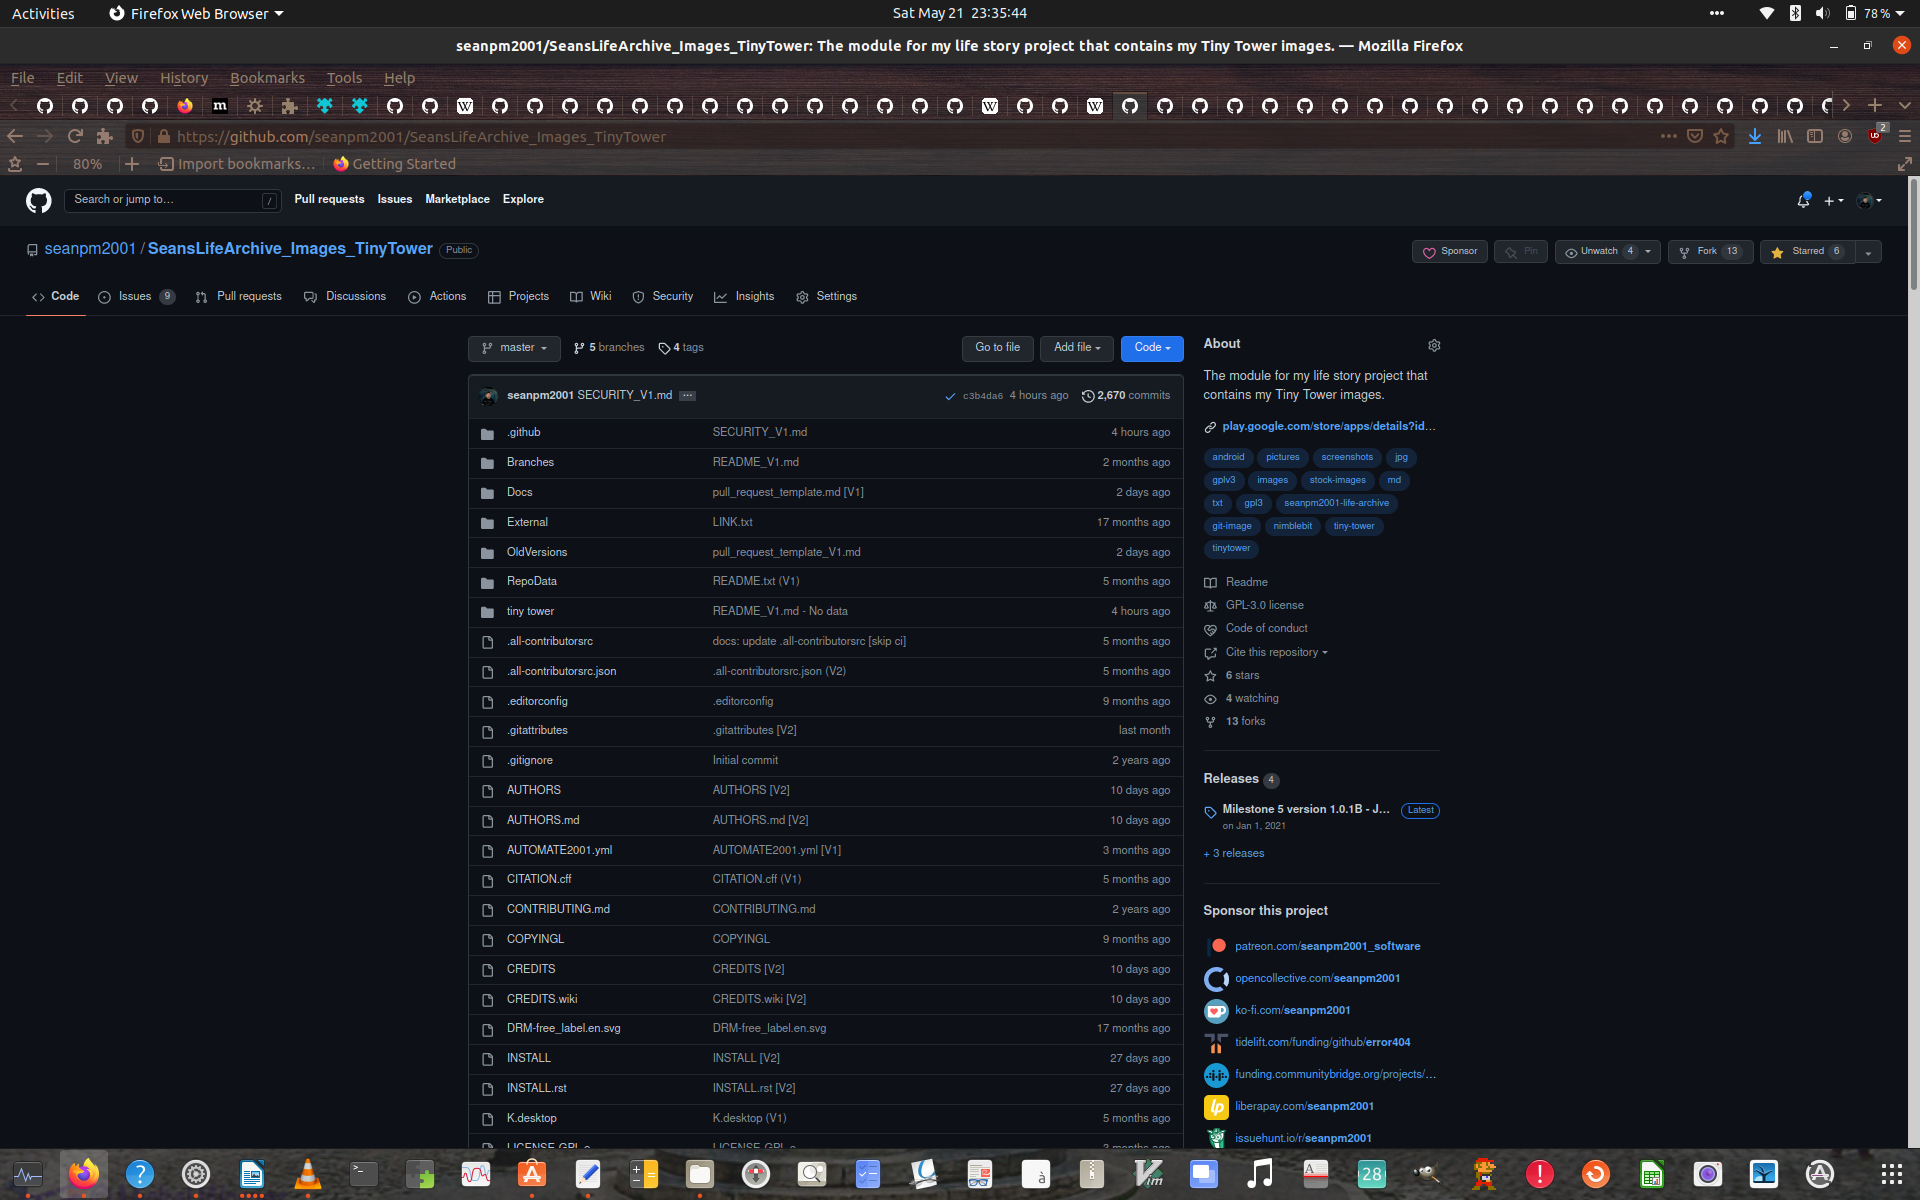 Activities Firefox Web Browser Sat May 21 23:35:44 78 %
seanpm2001/SeansLifeArchive_Images_TinyTower: The module for my life story project that contains my Tiny Tower images. — Mozilla Firefox
File Edit View History Bookmarks Tools Help
https://github.com/seanpm2001/SeansLifeArchive_Images_TinyTower 2
80% Import bookmarks... Getting Started
Search or jump to... / Pull requests Issues Marketplace Explore
seanpm2001 / SeansLifeArchive_Images_TinyTower Public Sponsor Pin Unwatch 4 Fork 13 Starred 6
Code Issues 9 Pull requests Discussions Actions Projects Wiki Security Insights Settings
master 5 branches 4 tags Go to file Add file Code
seanpm2001 SECURITY_V1.md ... c3b4da6 4 hours ago 2,670 commits
.github SECURITY_V1.md 4 hours ago
Branches README_V1.md 2 months ago
Docs pull_request_template.md [V1] 2 days ago
External LINK.txt 17 months ago
OldVersions pull_request_template_V1.md 2 days ago
RepoData README.txt (V1) 5 months ago
tiny tower README_V1.md - No data 4 hours ago
.all-contributorsrc docs: update .all-contributorsrc [skip ci] 5 months ago
.all-contributorsrc.json .all-contributorsrc.json (V2) 5 months ago
.editorconfig .editorconfig 9 months ago
.gitattributes .gitattributes [V2] last month
.gitignore Initial commit 2 years ago
AUTHORS AUTHORS [V2] 10 days ago
AUTHORS.md AUTHORS.md [V2] 10 days ago
AUTOMATE2001.yml AUTOMATE2001.yml [V1] 3 months ago
CITATION.cff CITATION.cff (V1) 5 months ago
CONTRIBUTING.md CONTRIBUTING.md 2 years ago
COPYINGL COPYINGL 9 months ago
CREDITS CREDITS [V2] 10 days ago
CREDITS.wiki CREDITS.wiki [V2] 10 days ago
DRM-free_label.en.svg DRM-free_label.en.svg 17 months ago
INSTALL INSTALL [V2] 27 days ago
INSTALL.rst INSTALL.rst [V2] 27 days ago
K.desktop K.desktop (V1) 5 months ago
About
The module for my life story project that
contains my Tiny Tower images.
play.google.com/store/apps/details?id...
android pictures screenshots jpg
gplv3 images stock-images md
txt gpl3 seanpm2001-life-archive
git-image nimblebit tiny-tower
tinytower
Readme
GPL-3.0 license
Code of conduct
Cite this repository
6 stars
4 watching
13 forks
Releases 4
Milestone 5 version 1.0.1B - J... Latest
on Jan 1, 2021
+ 3 releases
Sponsor this project
patreon.com/seanpm2001_software
opencollective.com/seanpm2001
ko-fi.com/seanpm2001
tidelift.com/funding/github/error404
funding.communitybridge.org/projects/...
liberapay.com/seanpm2001
issuehunt.io/r/seanpm2001
28